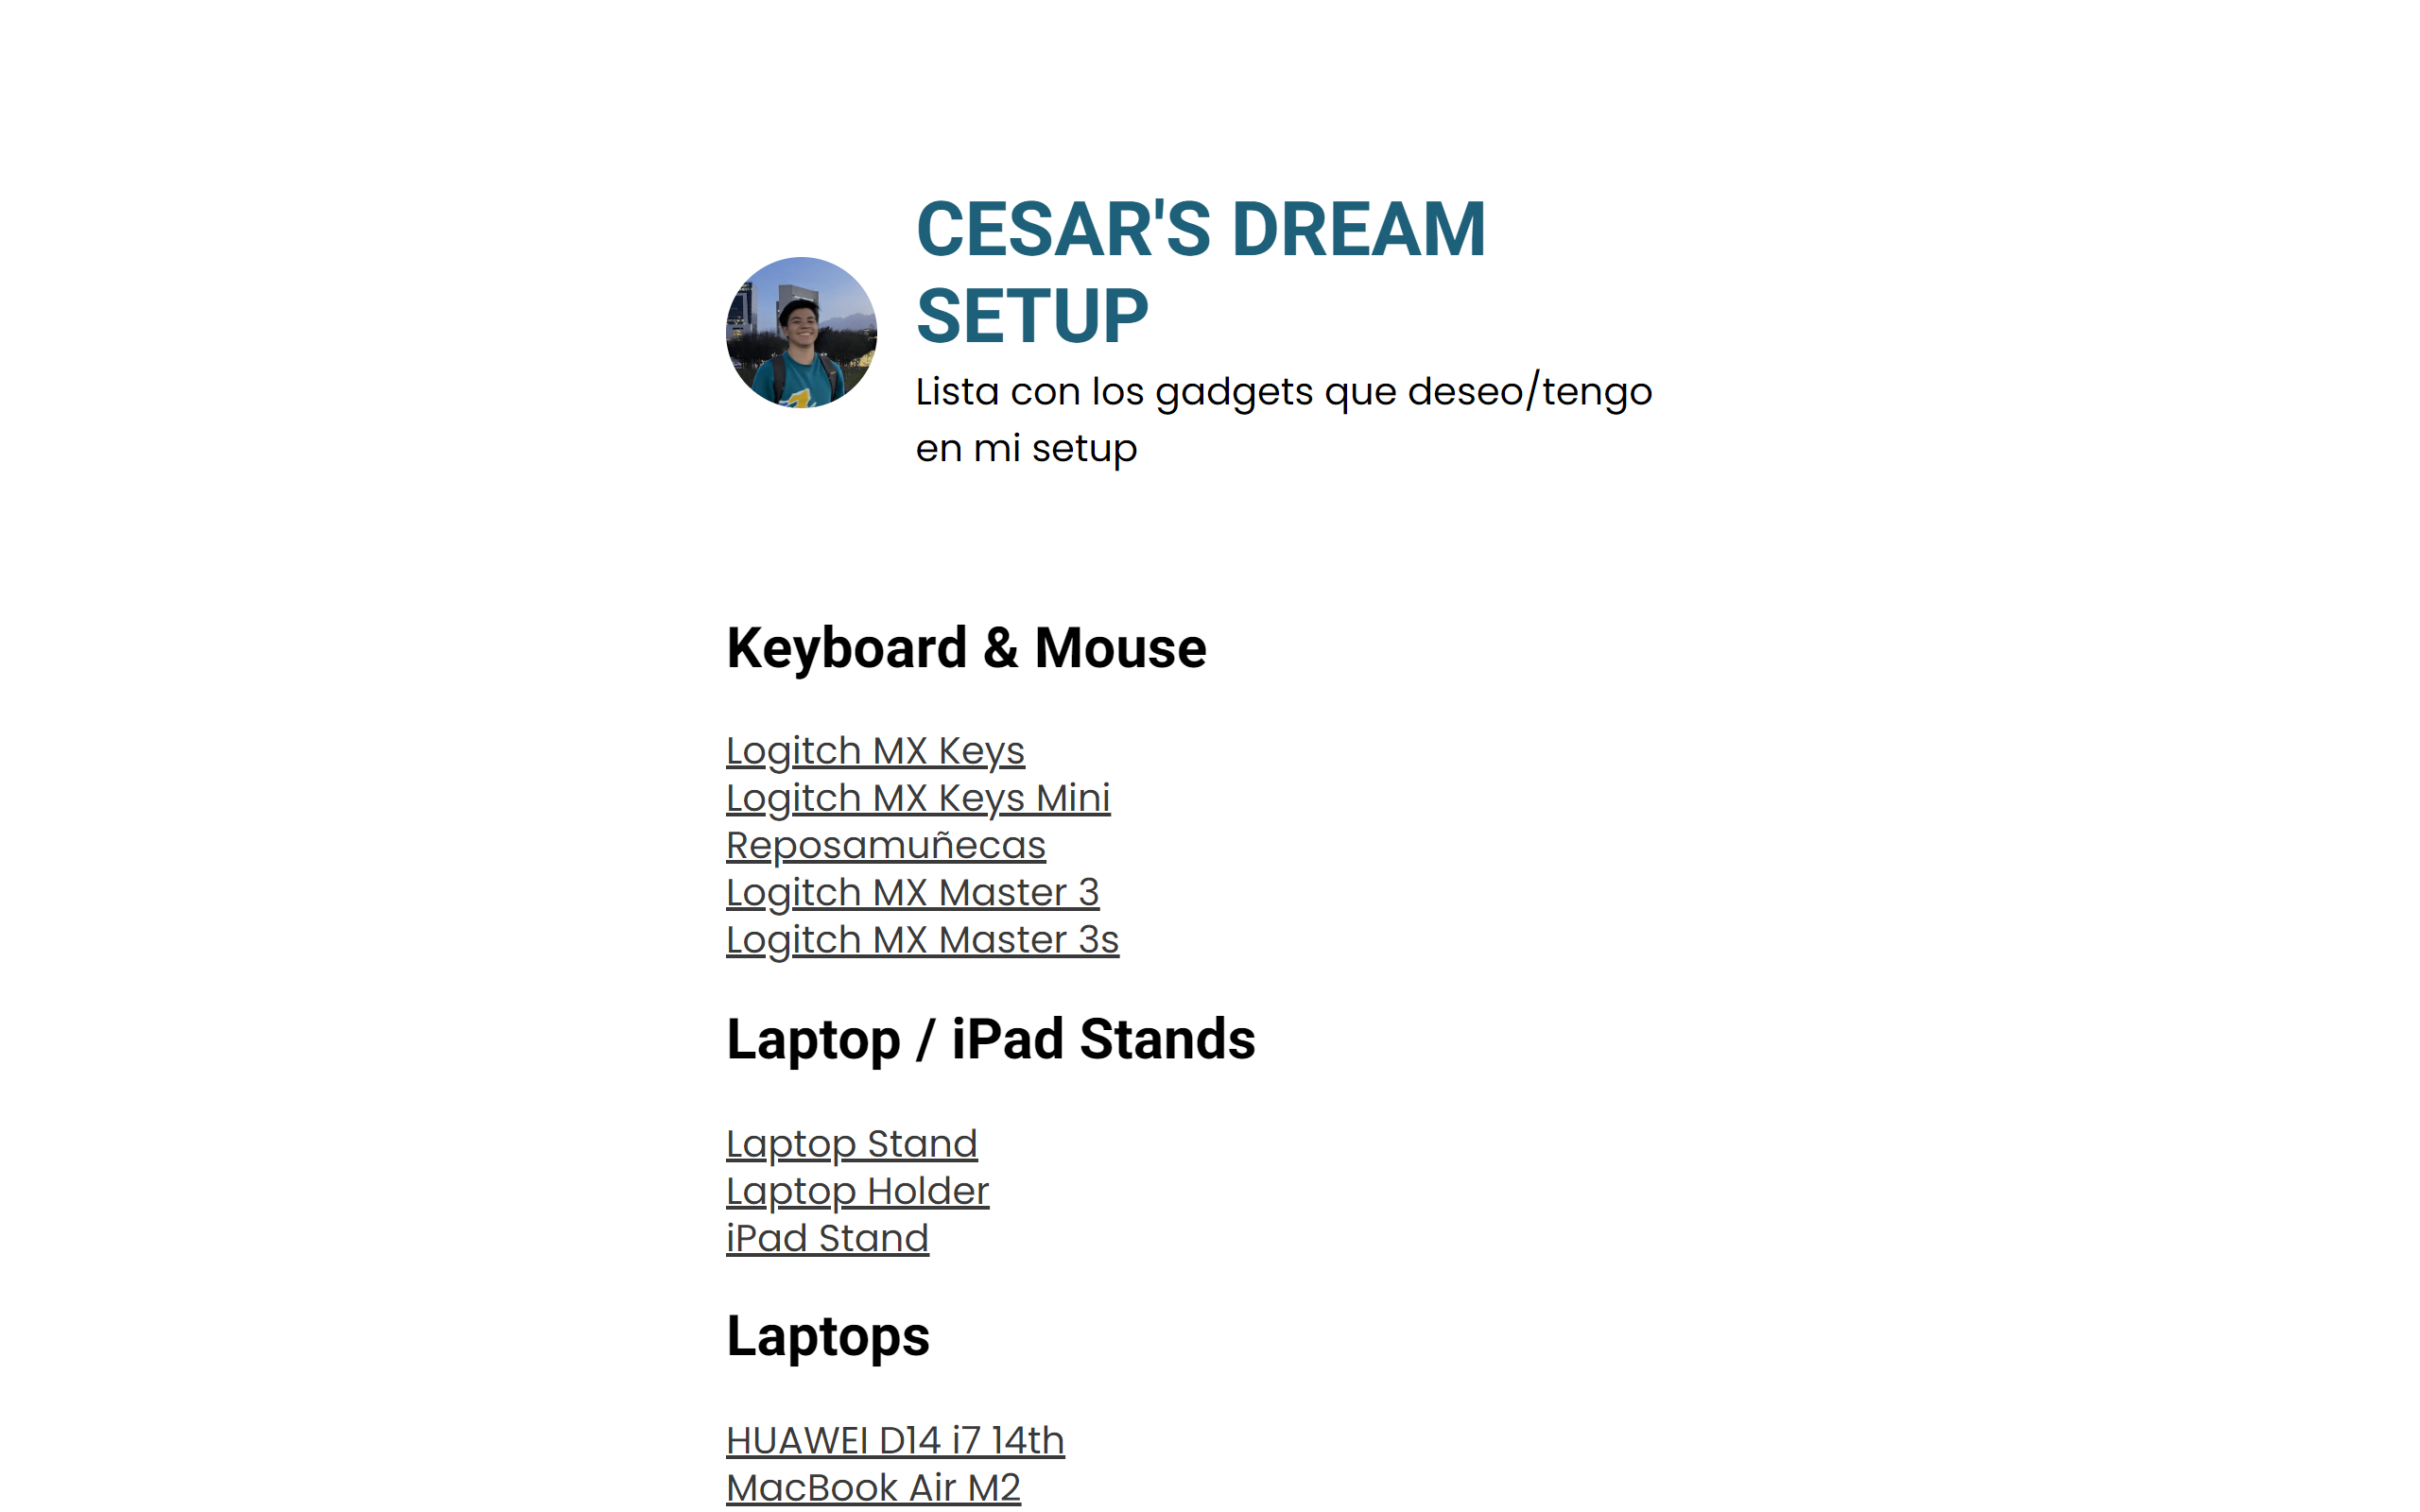 CESAR'S DREAM
SETUP
Lista con los gadgets que deseo/tengo
en mi setup
Keyboard & Mouse
Logitch MX Keys
Logitch MX Keys Mini
Reposamuñecas
Logitch MX Master 3
Logitch MX Master 3s
Laptop / iPad Stands
Laptop Stand
Laptop Holder
iPad Stand
Laptops
HUAWEI D14 i7 14th
MacBook Air M2